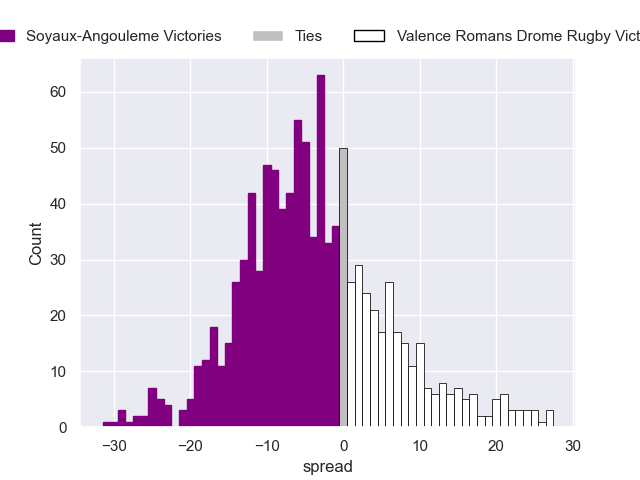 Soyaux-Angouleme Victories Ties Valence Romans Drome Rugby Vict
60
50
40
30
20
10
0
Count
−30 −20 −10 0 10 20 30
spread